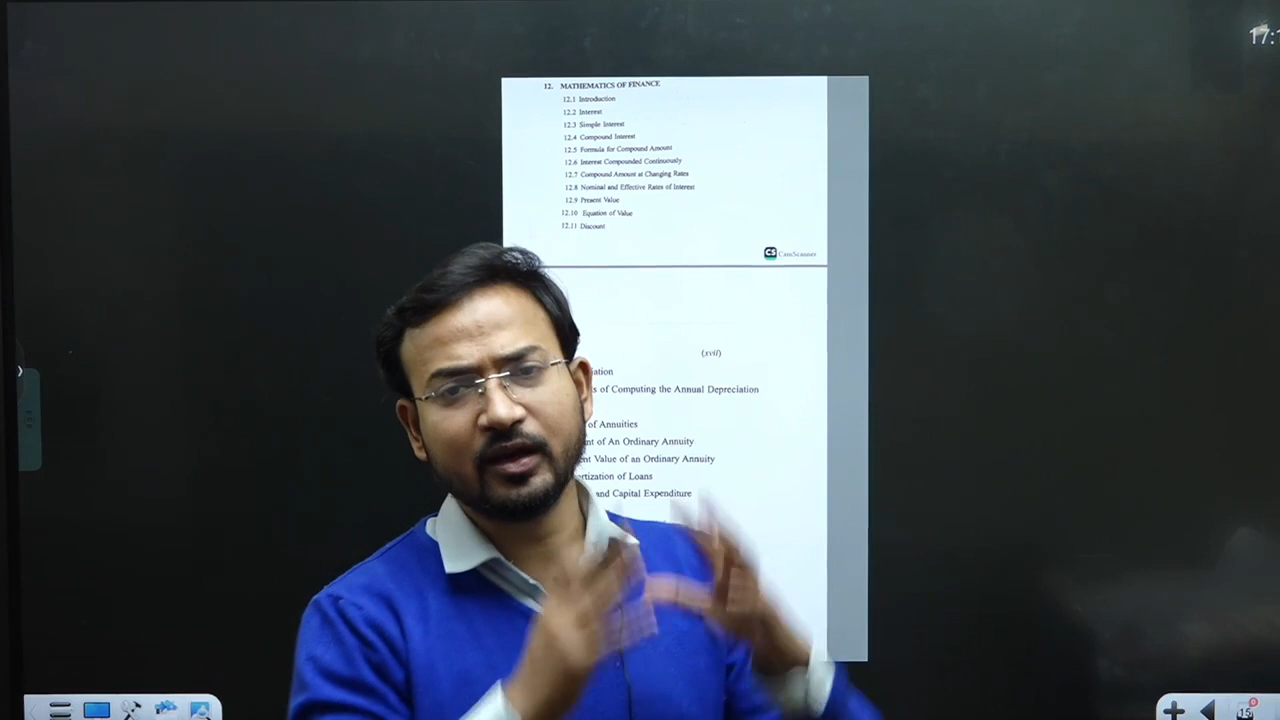 17:
12. MATHEMATICS OF FINANCE
12.1 Introduction
12.2 Interest
12.3 Simple Interest
12.4 Compound Interest
12.5 Formula for Compound Amount
12.6 Interest Compounded Continuously
12.7 Compound Amount at Changing Rates
12.8 Nominal and Effective Rates of Interest
12.9 Present Value
12.10 Equation of Value
12.11 Discount
CS CamScanner
(xvii)
iation
s of Computing the Annual Depreciation
of Annuities
nt of An Ordinary Annuity
ent Value of an Ordinary Annuity
ortization of Loans
and Capital Expenditure
15